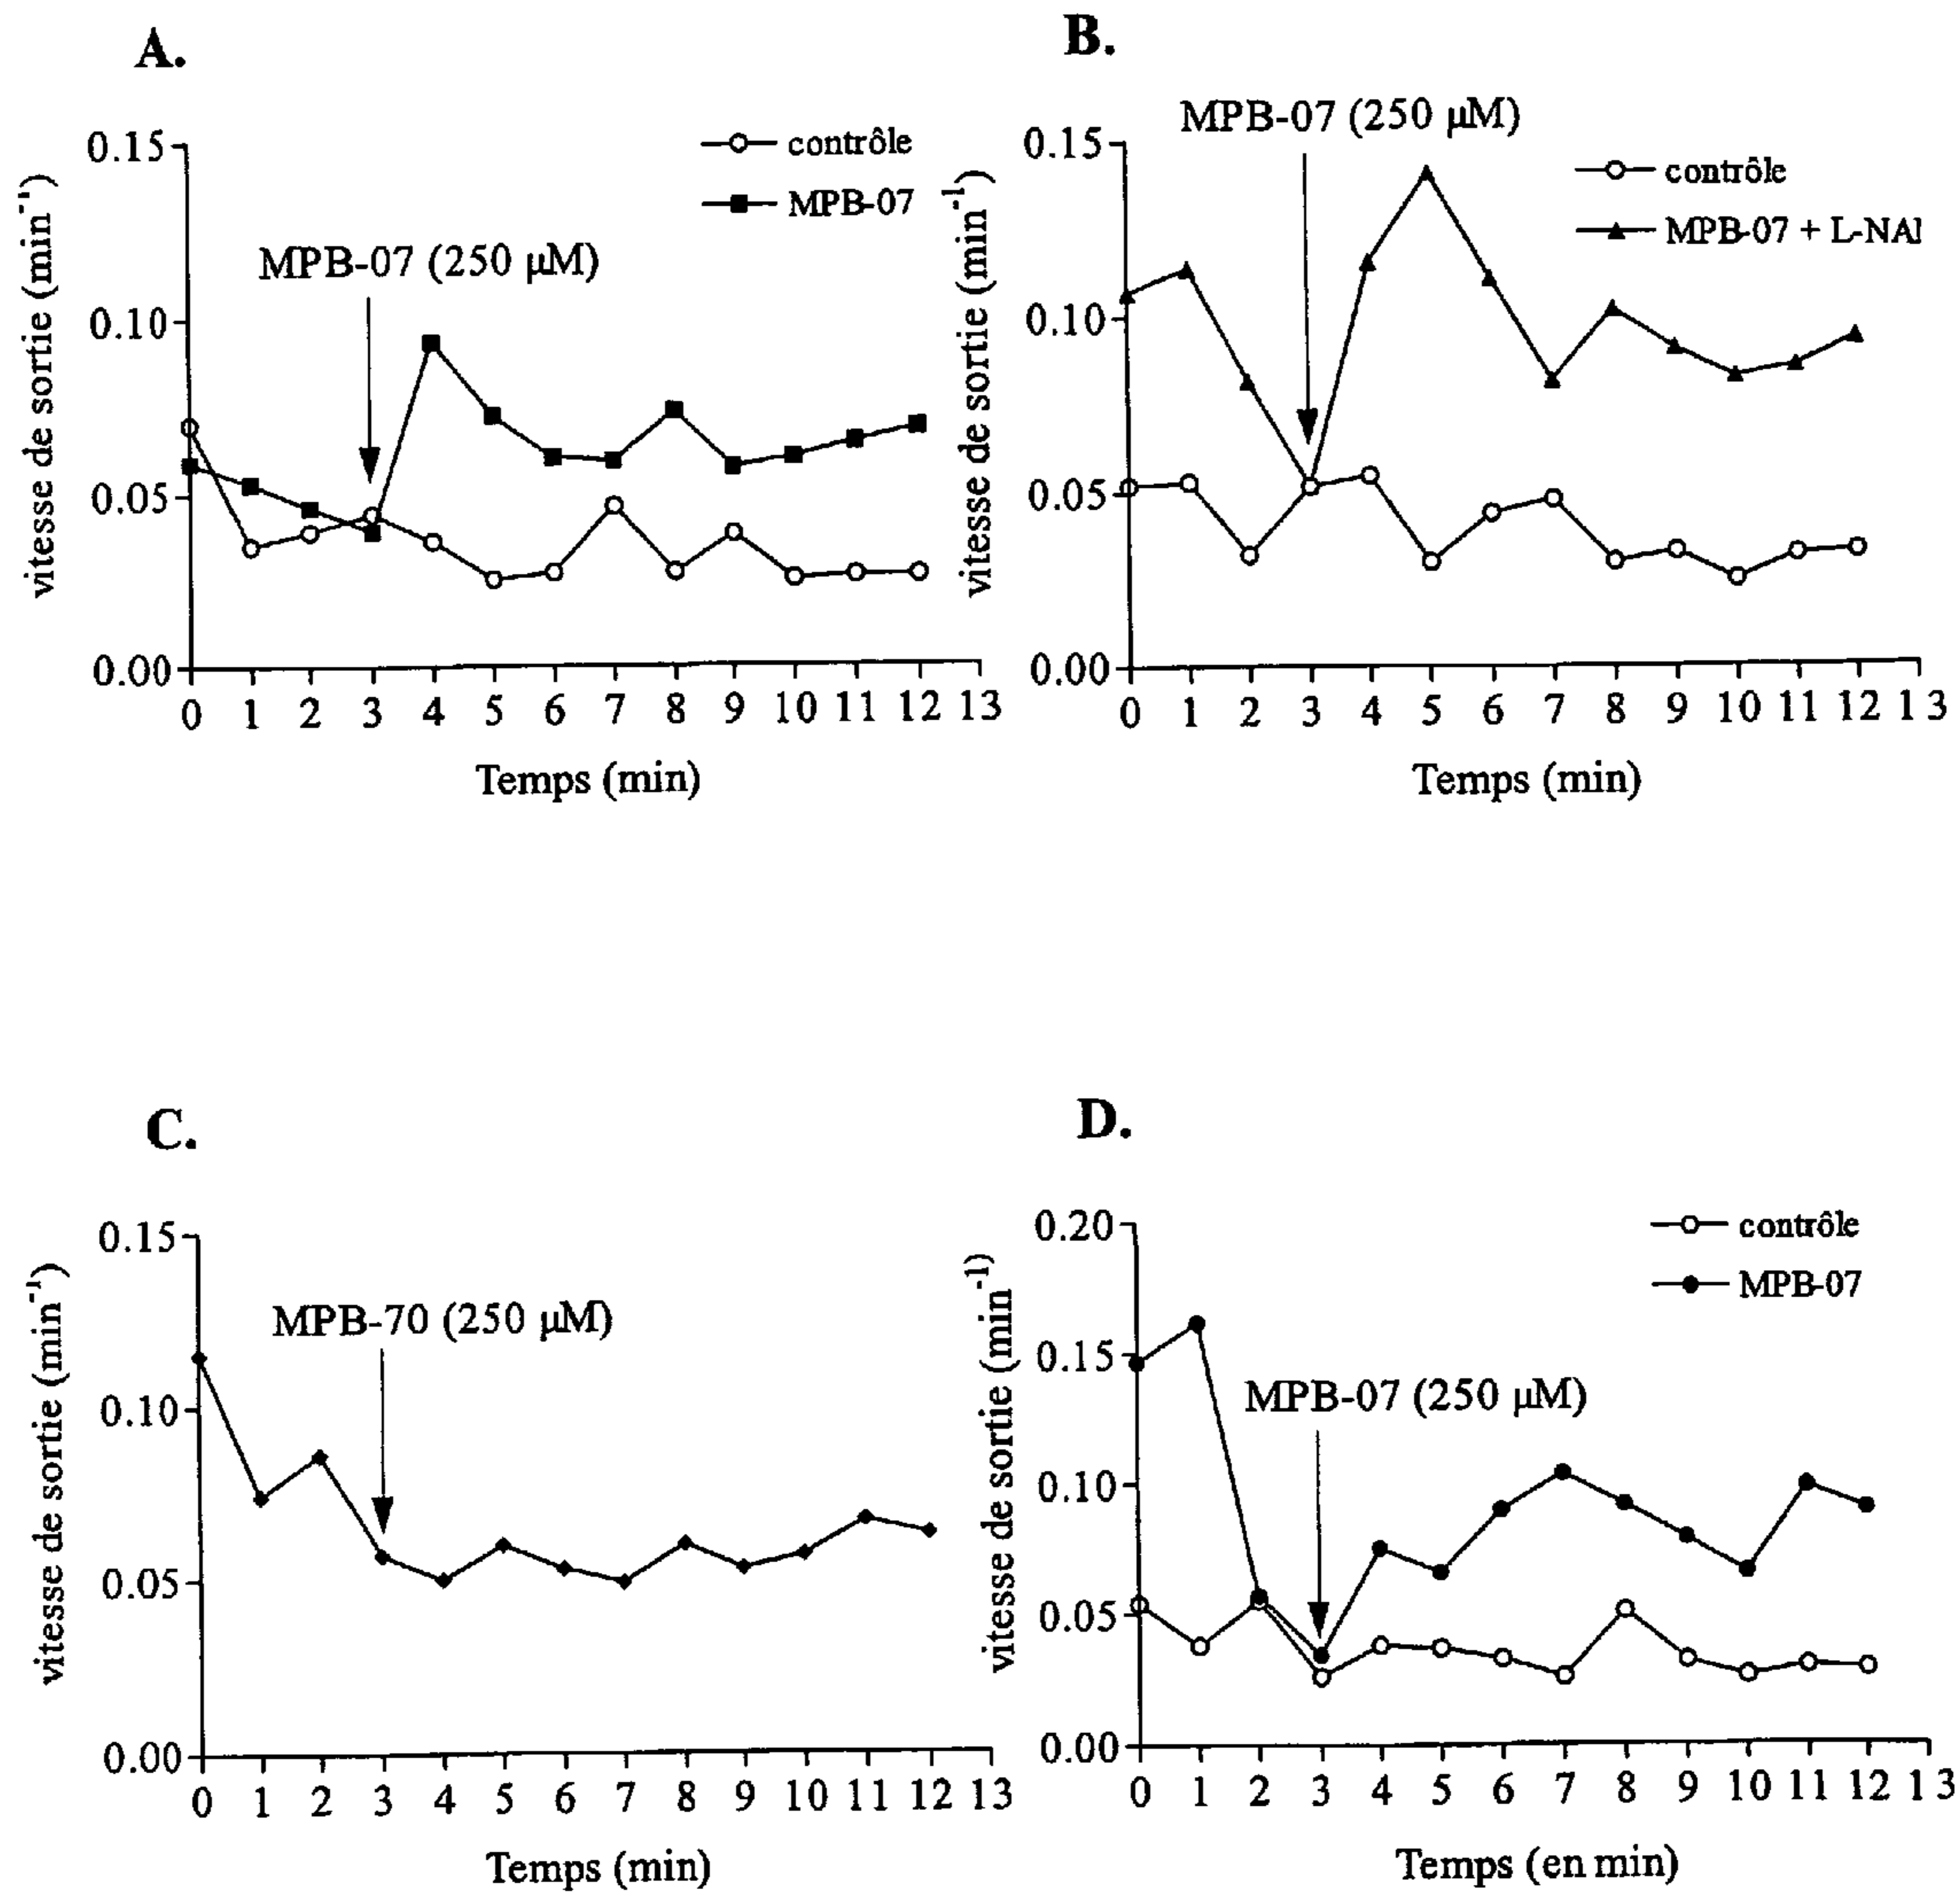 A.
vitesse de sortie (min⁻¹)
0.15
0.10
0.05
0.00
contrôle
MPB-07
MPB-07 (250 µM)
0 1 2 3 4 5 6 7 8 9 10 11 12 13
Temps (min)
B.
vitesse de sortie (min⁻¹)
0.15
0.10
0.05
0.00
MPB-07 (250 µM)
contrôle
MPB-07 + L-NA
0 1 2 3 4 5 6 7 8 9 10 11 12 13
Temps (min)
C.
vitesse de sortie (min⁻¹)
0.15
0.10
0.05
0.00
MPB-70 (250 µM)
0 1 2 3 4 5 6 7 8 9 10 11 12 13
Temps (min)
D.
vitesse de sortie (min⁻¹)
0.20
0.15
0.10
0.05
0.00
contrôle
MPB-07
MPB-07 (250 µM)
0 1 2 3 4 5 6 7 8 9 10 11 12 13
Temps (en min)